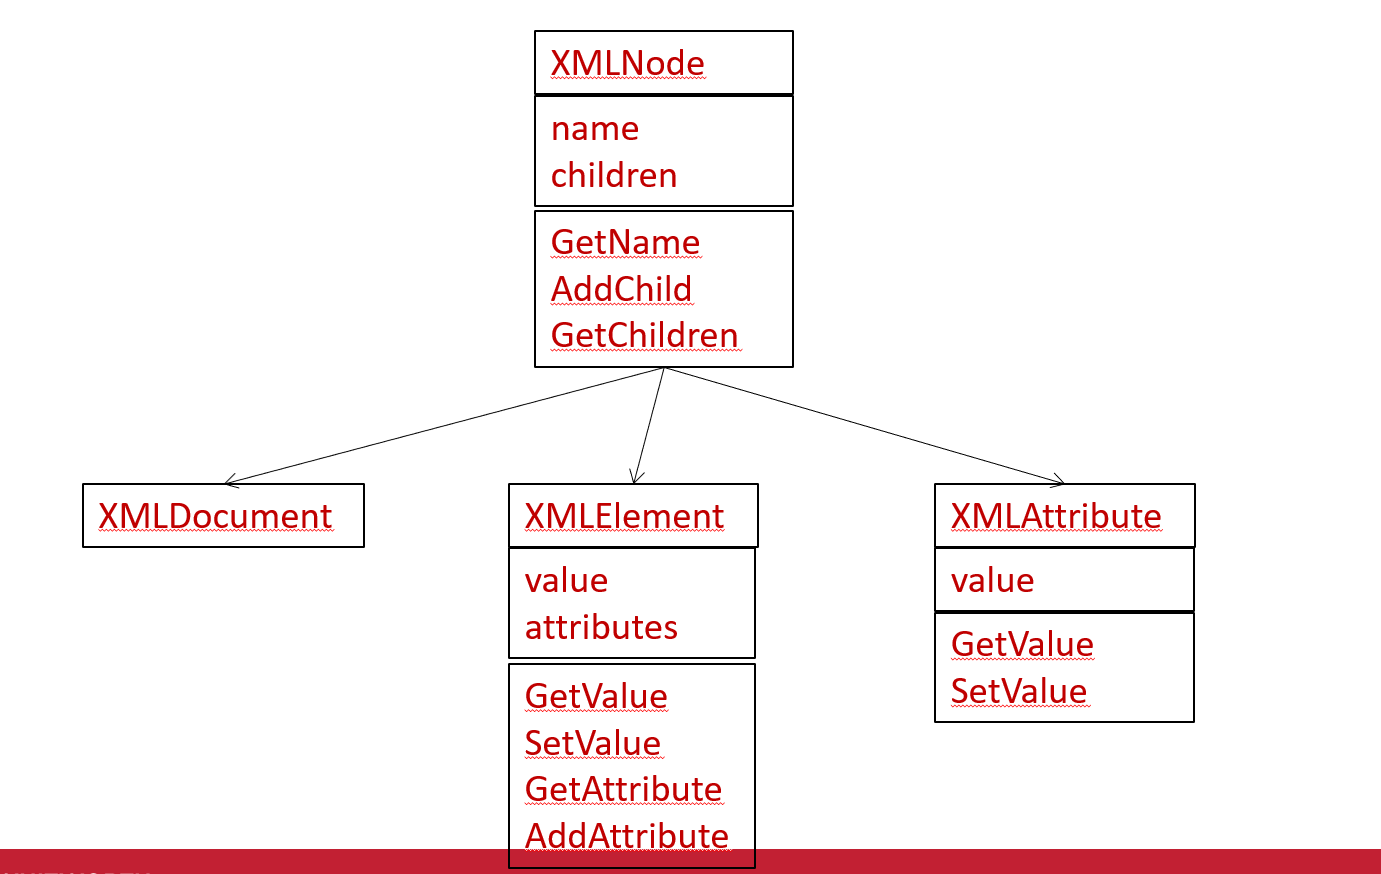 XMLNode
name
children
GetName
AddChild
GetChildren
XMLDocument
XMLElement
value
attributes
GetValue
SetValue
GetAttribute
AddAttribute
XMLAttribute
value
GetValue
SetValue